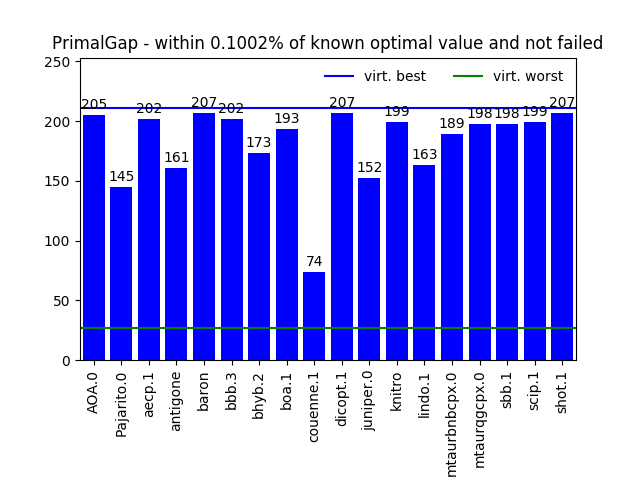 PrimalGap - within 0.1002% of known optimal value and not failed
virt. best
virt. worst
250
200
150
100
50
0
205
145
202
161
207
202
173
193
74
207
152
199
163
189
198
198
199
207
AOA.0
Pajarito.0
aecp.1
antigone
baron
bbb.3
bhyb.2
boa.1
couenne.1
dicopt.1
juniper.0
knitro
lindo.1
mtaurbnbcpx.0
mtaurqgcpx.0
sbb.1
scip.1
shot.1